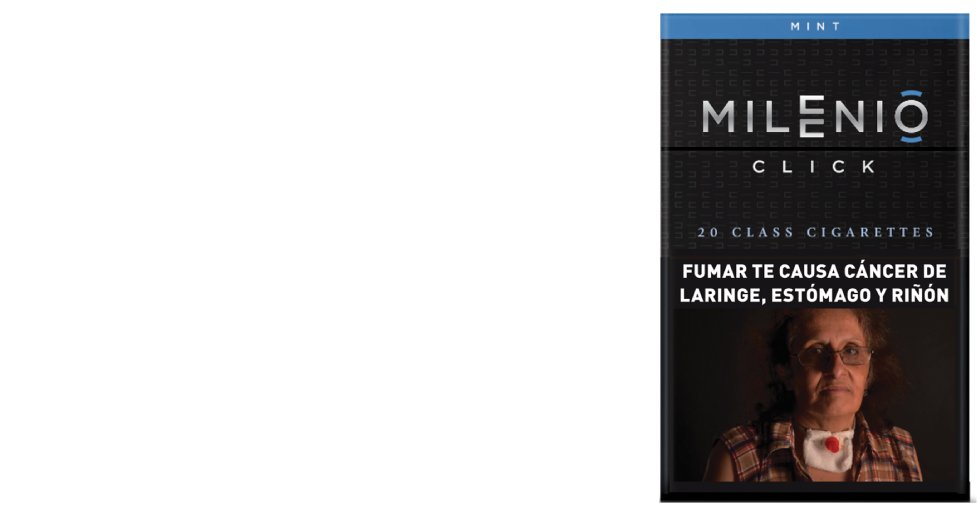 MINT
MILENIO
CLICK
20 CLASS CIGARETTES
FUMAR TE CAUSA CÁNCER DE
LARINGE, ESTÓMAGO Y RIÑÓN